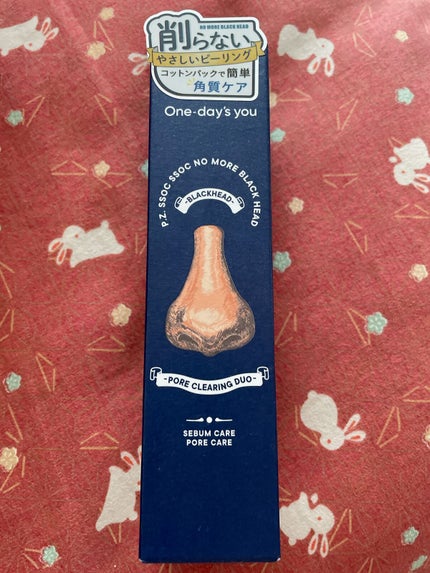 NO MORE BLACK HEAD
削らない
やさしいピーリング
コットンパックで簡単
角質ケア
One-day's you
P.Z. SSOC SSOC NO MORE BLACK HEAD
-BLACKHEAD-
-PORE CLEARING DUO-
SEBUM CARE
PORE CARE